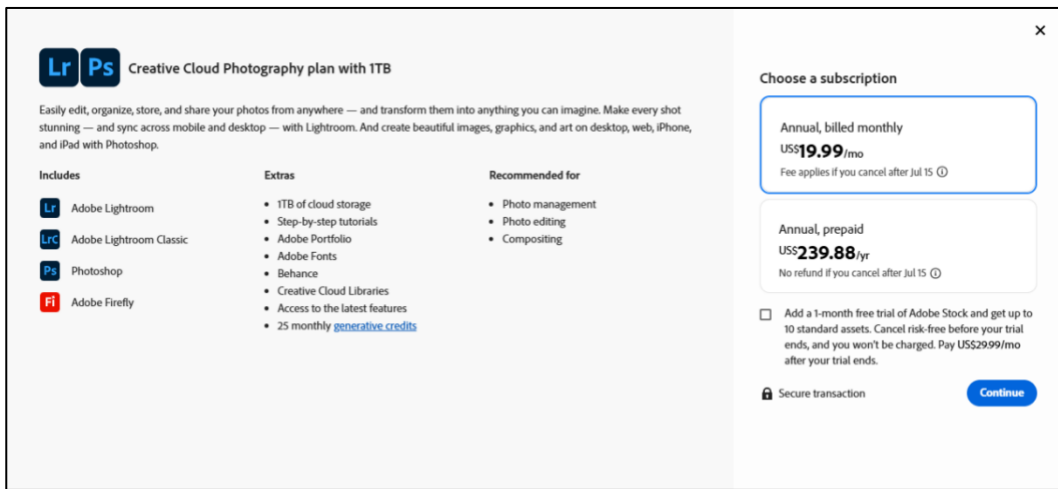 Lr Ps Creative Cloud Photography plan with 1TB
Easily edit, organize, store, and share your photos from anywhere — and transform them into anything you can imagine. Make every shot
stunning — and sync across mobile and desktop — with Lightroom. And create beautiful images, graphics, and art on desktop, web, iPhone,
and iPad with Photoshop.
Includes
Lr Adobe Lightroom
LrC Adobe Lightroom Classic
Ps Photoshop
Fi Adobe Firefly
Extras
• 1TB of cloud storage
• Step-by-step tutorials
• Adobe Portfolio
• Adobe Fonts
• Behance
• Creative Cloud Libraries
• Access to the latest features
• 25 monthly generative credits
Recommended for
• Photo management
• Photo editing
• Compositing
Choose a subscription
Annual, billed monthly
US$19.99/mo
Fee applies if you cancel after Jul 15
Annual, prepaid
US$239.88/yr
No refund if you cancel after Jul 15
Add a 1-month free trial of Adobe Stock and get up to
10 standard assets. Cancel risk-free before your trial
ends, and you won't be charged. Pay US$29.99/mo
after your trial ends.
Secure transaction
Continue